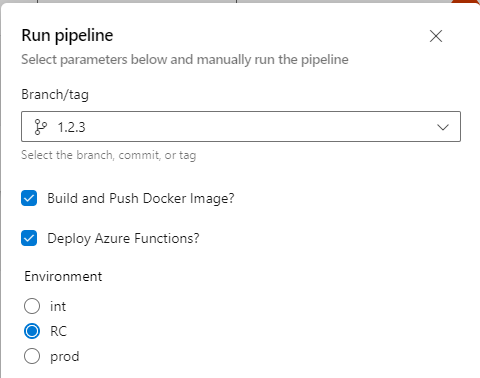 Run pipeline
Select parameters below and manually run the pipeline
Branch/tag
1.2.3
Select the branch, commit, or tag
Build and Push Docker Image?
Deploy Azure Functions?
Environment
int
RC
prod